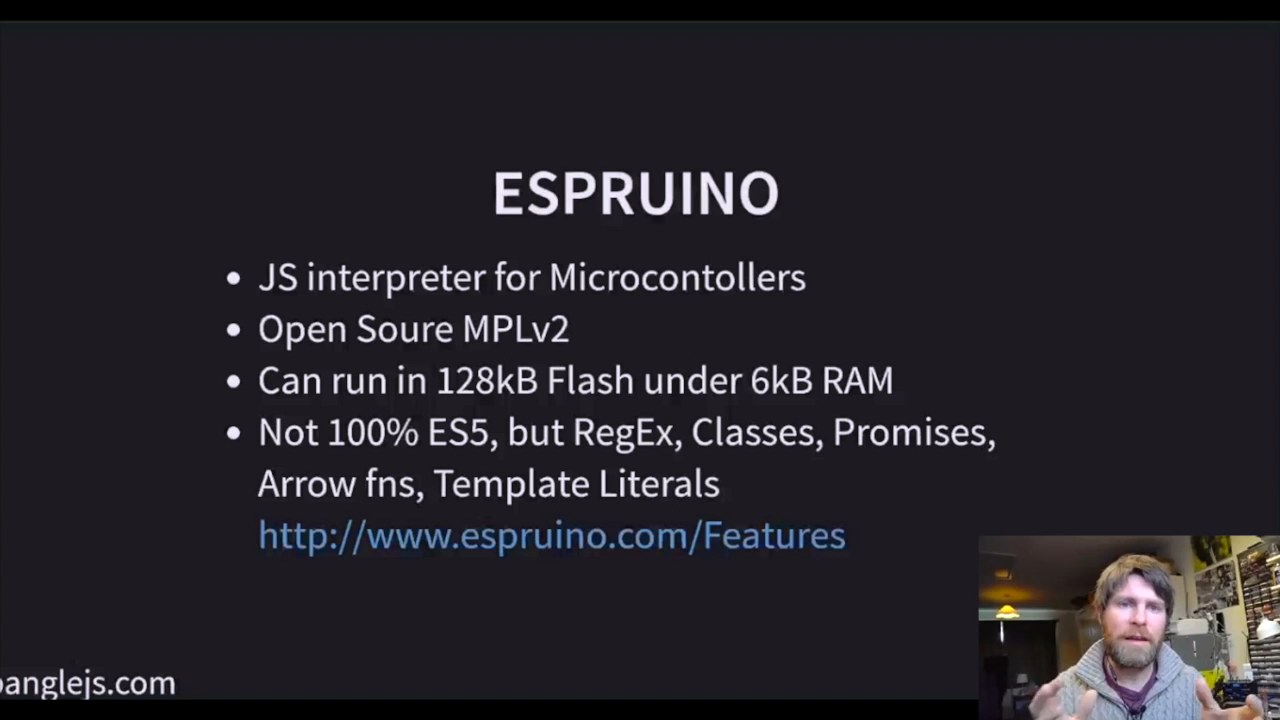 ESPRUINO
JS interpreter for Microcontollers
Open Soure MPLv2
Can run in 128kB Flash under 6kB RAM
Not 100% ES5, but RegEx, Classes, Promises,
Arrow fns, Template Literals
http://www.espruino.com/Features
banglejs.com